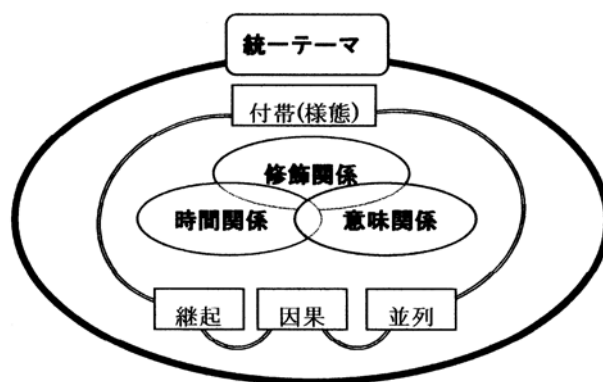 統一テーマ
付帯(様態)
修飾関係
時間関係
意味関係
継起
因果
並列